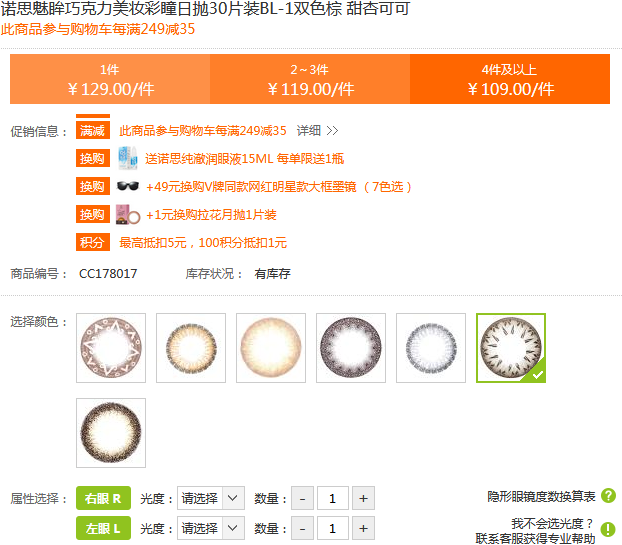 诺思魅眸巧克力美妆彩瞳日抛30片装BL-1双色棕 甜杏可可
此商品参与购物车每满249减35
1件 2～3件 4件及以上
￥129.00/件 ￥119.00/件 ￥109.00/件
促销信息： 满减 此商品参与购物车每满249减35 详细 >>
换购 送诺思纯澈润眼液15ML 每单限送1瓶
换购 +49元换购V牌同款网红明星款大框墨镜（7色选）
换购 +1元换购拉花月抛1片装
积分 最高抵扣5元，100积分抵扣1元
商品编号： CC178017 库存状况： 有库存
选择颜色：
属性选择： 右眼 R 光度： 请选择 数量： - 1 + 隐形眼镜度数换算表 ?
左眼 L 光度： 请选择 数量： - 1 + 我不会选光度？ !
联系客服获得专业帮助